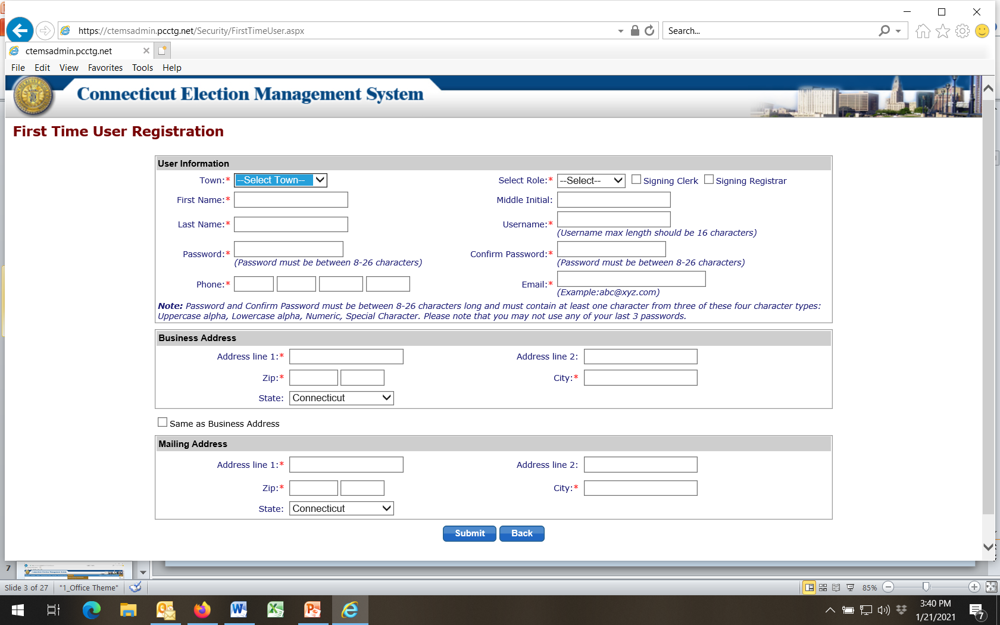 https://ctemsadmin.pcctg.net/Security/FirstTimeUser.aspx
Search...
ctemsadmin.pcctg.net
File Edit View Favorites Tools Help
Connecticut Election Management System
First Time User Registration
User Information
Town:* --Select Town-- Select Role:* --Select-- Signing Clerk Signing Registrar
First Name:* Middle Initial:
Last Name:* Username:*
(Username max length should be 16 characters)
Password:* Confirm Password:*
(Password must be between 8-26 characters) (Password must be between 8-26 characters)
Phone:* Email:*
(Example:abc@xyz.com)
Note: Password and Confirm Password must be between 8-26 characters long and must contain at least one character from three of these four character types:
Uppercase alpha, Lowercase alpha, Numeric, Special Character. Please note that you may not use any of your last 3 passwords.
Business Address
Address line 1:* Address line 2:
Zip:* City:*
State: Connecticut
Same as Business Address
Mailing Address
Address line 1:* Address line 2:
Zip:* City:*
State: Connecticut
Submit Back
7
Slide 3 of 27 "1_Office Theme" 85%
3:40 PM
1/21/2021
7